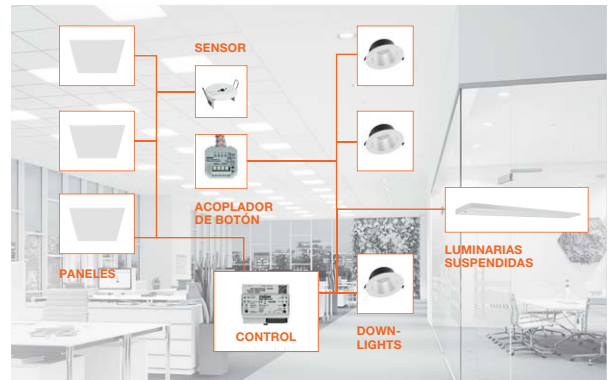 SENSOR
ACOPLADOR
DE BOTÓN
PANELES
LUMINARIAS
SUSPENDIDAS
CONTROL
DOWN-
LIGHTS